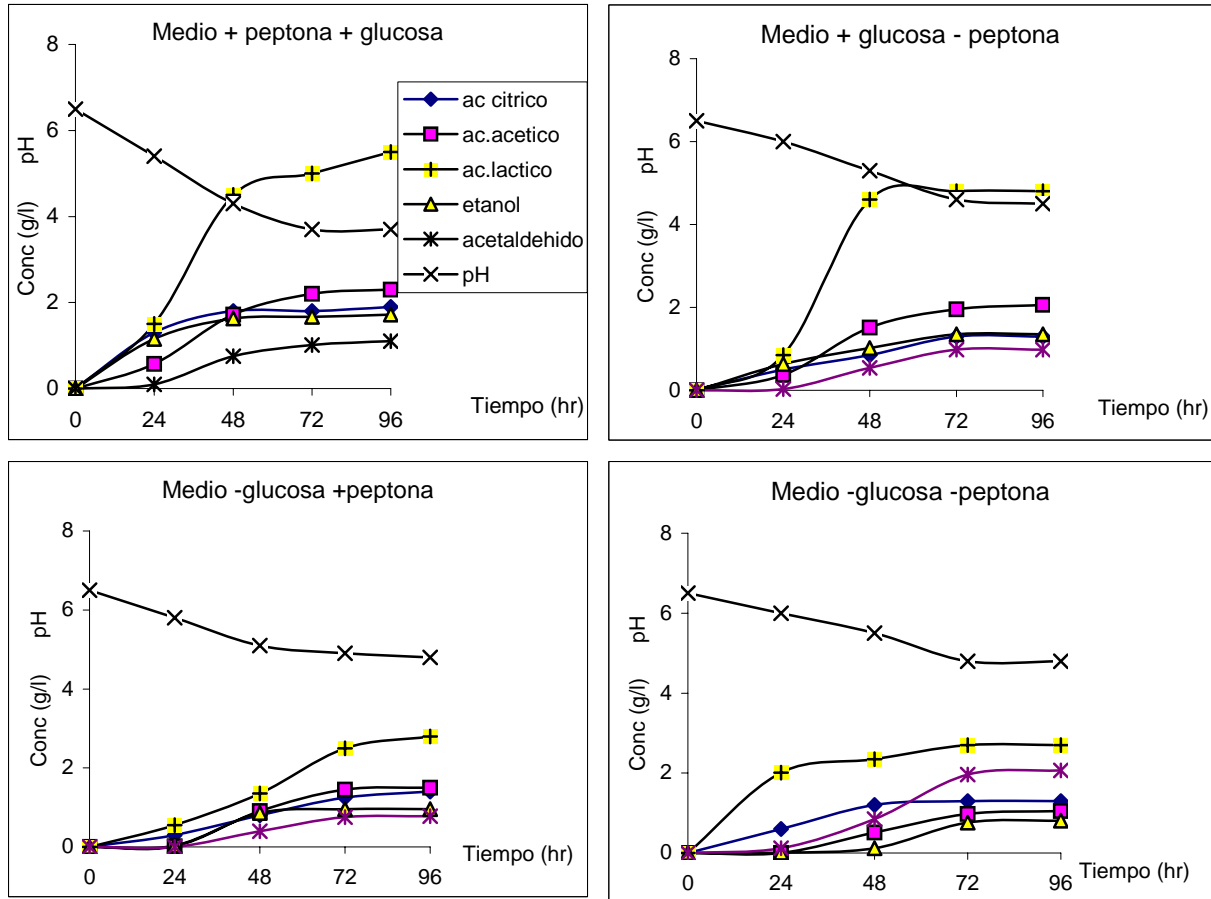 Medio + peptona + glucosa
8
6
4
2
0
pH
Conc (g/l)
ac citrico
ac.acetico
ac.lactico
etanol
acetaldehido
pH
Tiempo (hr)
0 24 48 72 96
Medio + glucosa - peptona
8
6
4
2
0
pH
Conc (g/l)
Tiempo (hr)
0 24 48 72 96
Medio -glucosa +peptona
8
6
4
2
0
pH
Conc (g/l)
Tiempo (hr)
0 24 48 72 96
Medio -glucosa -peptona
8
6
4
2
0
pH
Conc (g/l)
Tiempo (hr)
0 24 48 72 96